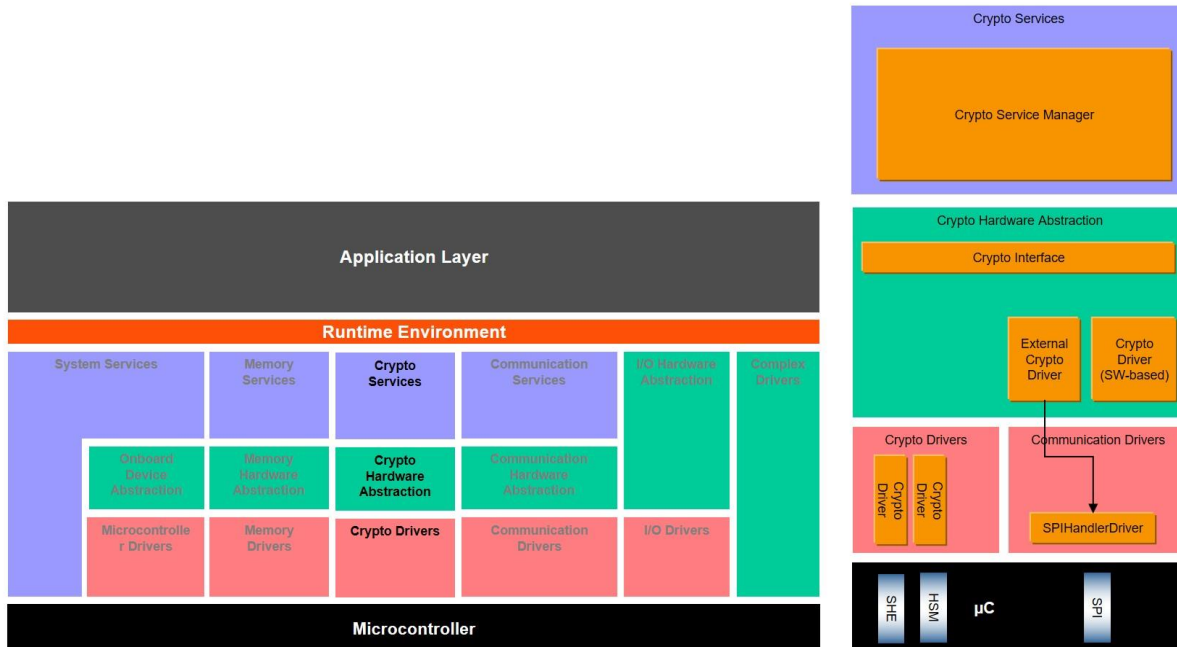 Application Layer
Runtime Environment
System Services
Memory
Services
Crypto
Services
Communication
Services
I/O Hardware
Abstraction
Complex
Drivers
Onboard
Device
Abstraction
Memory
Hardware
Abstraction
Crypto
Hardware
Abstraction
Communication
Hardware
Abstraction
Microcontrolle
r Drivers
Memory
Drivers
Crypto Drivers
Communication
Drivers
I/O Drivers
Microcontroller
Crypto Services
Crypto Service Manager
Crypto Hardware Abstraction
Crypto Interface
External
Crypto
Driver
Crypto
Driver
(SW-based)
Crypto Drivers
Crypto
Driver
Crypto
Driver
Communication Drivers
SPIHandlerDriver
SHE
HSM
µC
SPI